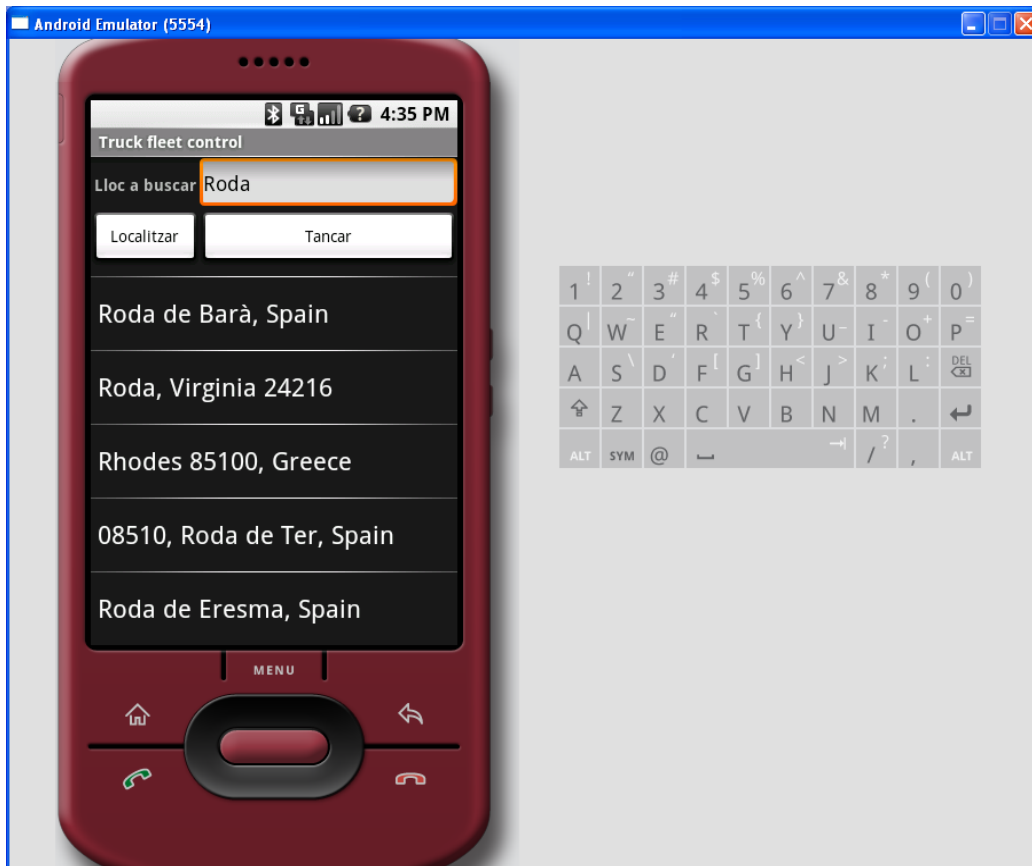 Android Emulator (5554)
G
? 4:35 PM
Truck fleet control
Lloc a buscar Roda
Localitzar Tancar
Roda de Barà, Spain
Roda, Virginia 24216
Rhodes 85100, Greece
08510, Roda de Ter, Spain
Roda de Eresma, Spain
MENU
1 ! 2 “ 3 # 4 $ 5 % 6 ^ 7 & 8 * 9 ( 0 )
Q | W ~ E “ R ` T { Y } U _ I - O + P =
A S \ D ‘ F [ G ] H < J > K ; L : DEL
Z X C V B N M .
ALT SYM @ / ? , ALT